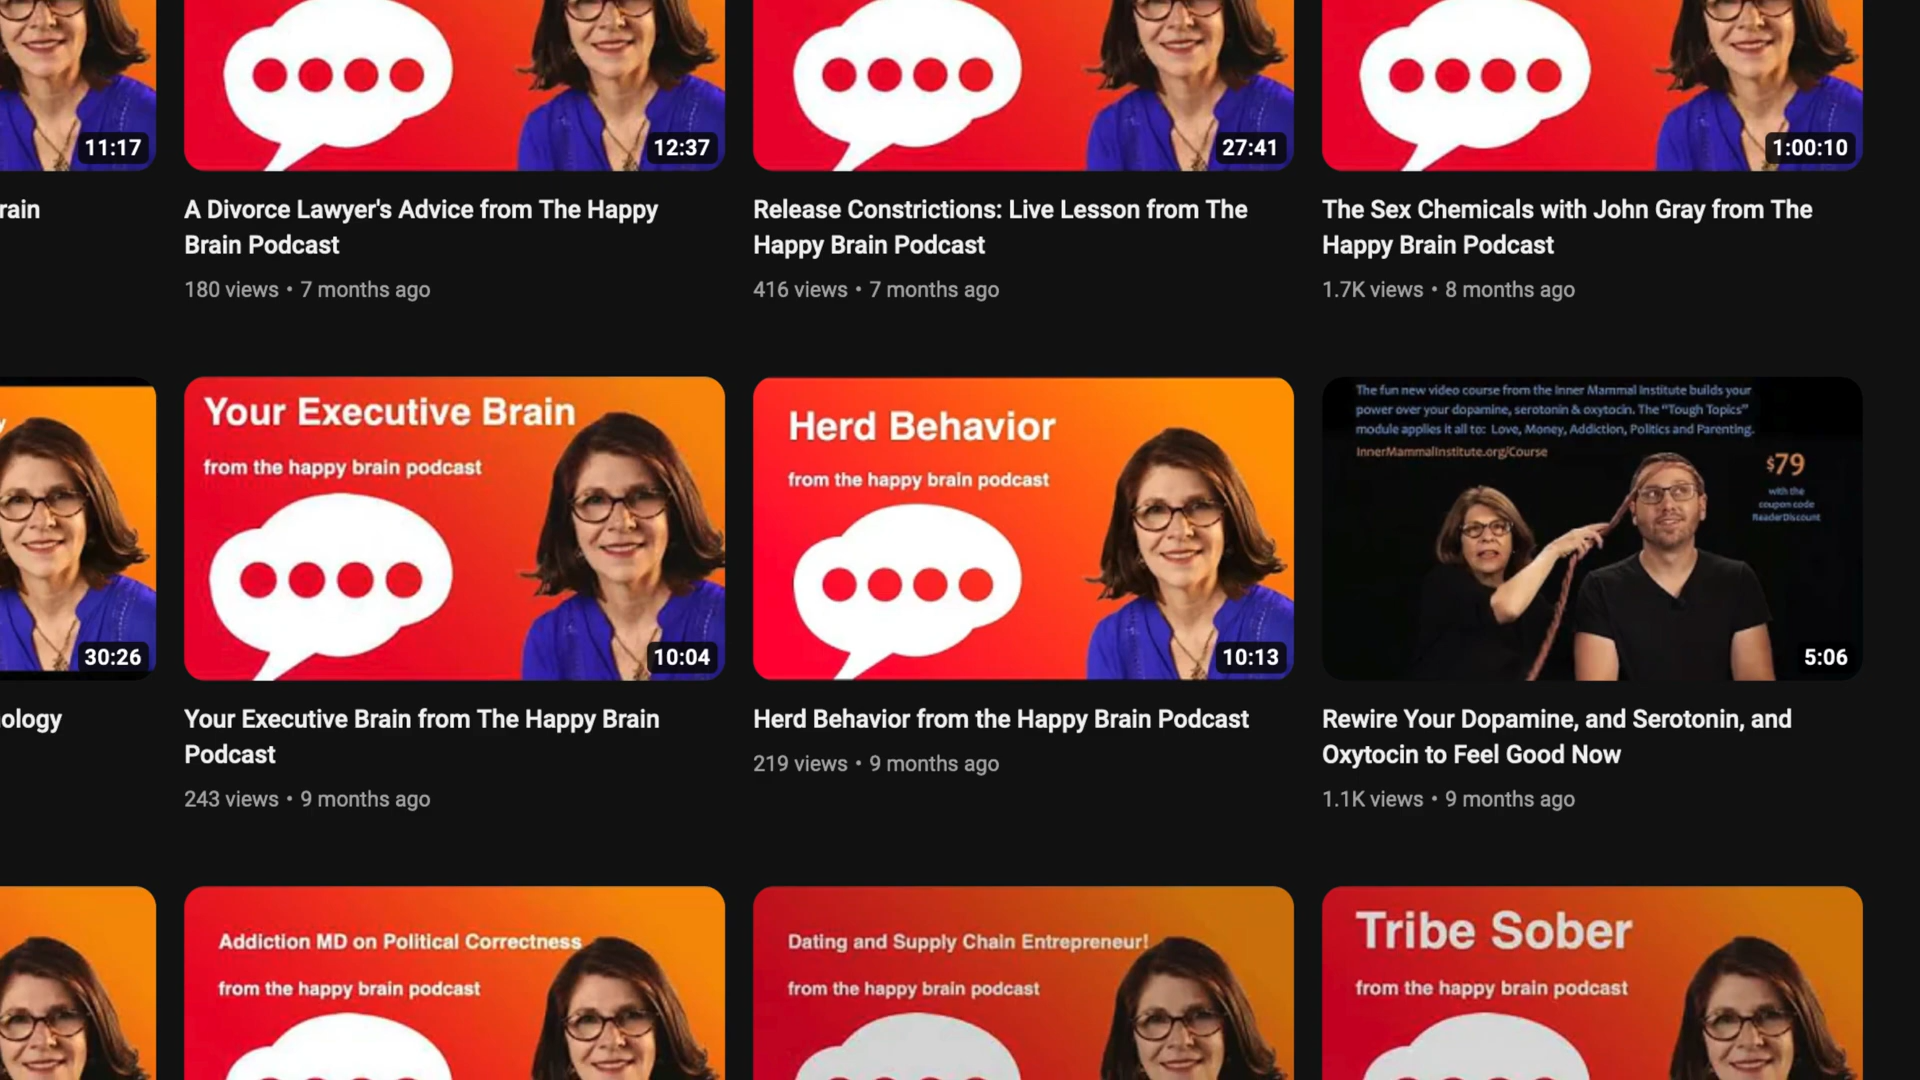 11:17
12:37
27:41
1:00:10
rain
A Divorce Lawyer's Advice from The Happy
Brain Podcast
180 views • 7 months ago
Release Constrictions: Live Lesson from The
Happy Brain Podcast
416 views • 7 months ago
The Sex Chemicals with John Gray from The
Happy Brain Podcast
1.7K views • 8 months ago
y
30:26
ology
Your Executive Brain
from the happy brain podcast
10:04
Your Executive Brain from The Happy Brain
Podcast
243 views • 9 months ago
Herd Behavior
from the happy brain podcast
10:13
Herd Behavior from the Happy Brain Podcast
219 views • 9 months ago
The fun new video course from the Inner Mammal Institute builds your
power over your dopamine, serotonin & oxytocin. The "Tough Topics"
module applies it all to: Love, Money, Addiction, Politics and Parenting.
InnerMammalInstitute.org/Course
$79
with the
coupon code
ReaderDiscount
5:06
Rewire Your Dopamine, and Serotonin, and
Oxytocin to Feel Good Now
1.1K views • 9 months ago
Addiction MD on Political Correctness
from the happy brain podcast
Dating and Supply Chain Entrepreneur!
from the happy brain podcast
Tribe Sober
from the happy brain podcast